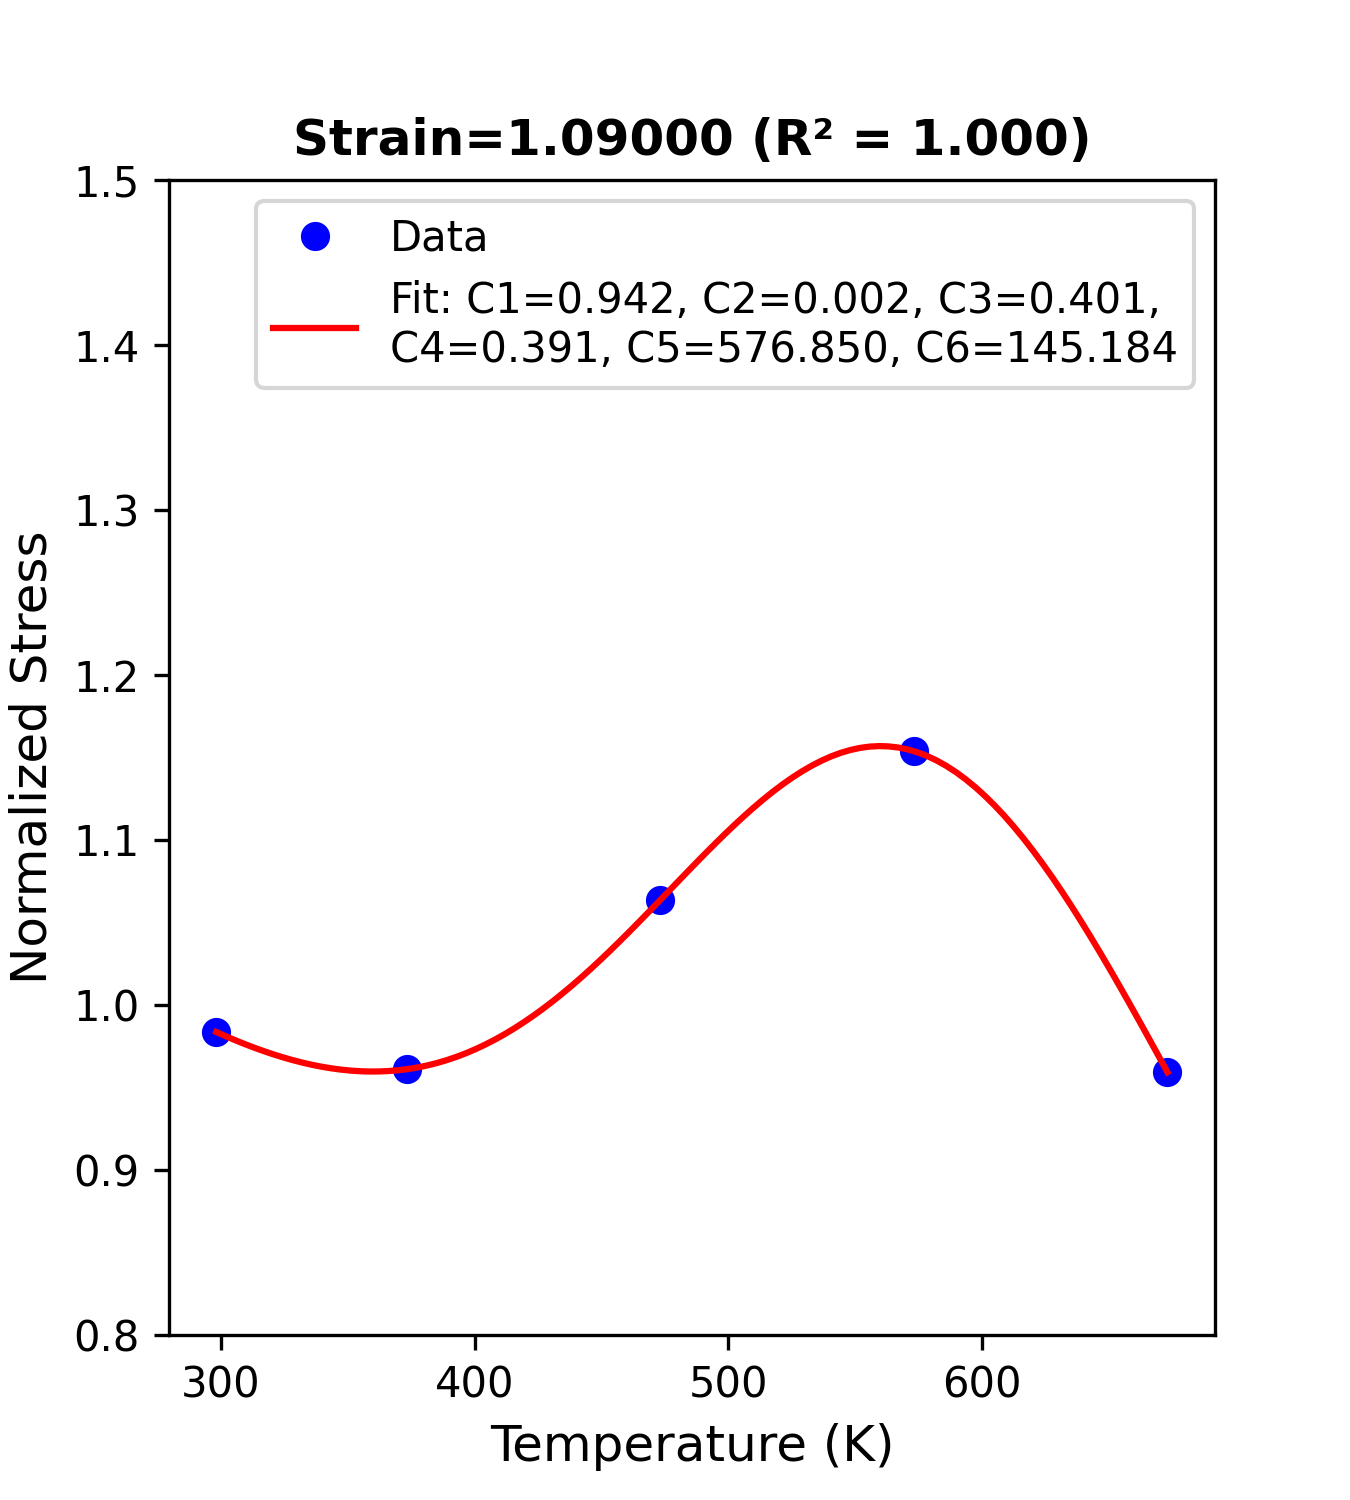 Strain=1.09000 (R² = 1.000)
Data
Fit: C1=0.942, C2=0.002, C3=0.401,
C4=0.391, C5=576.850, C6=145.184
1.5
1.4
1.3
1.2
1.1
1.0
0.9
0.8
Normalized Stress
300 400 500 600
Temperature (K)